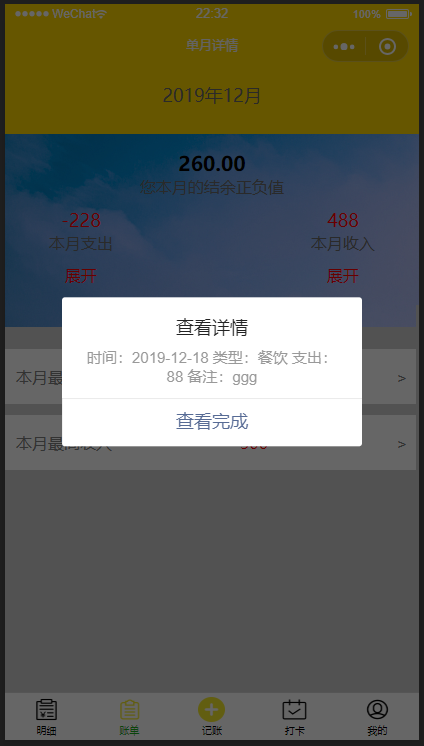 WeChat 22:32 100%
单月详情
2019年12月
260.00
您本月的结余正负值
-228 488
本月支出 本月收入
展开 展开
查看详情
时间：2019-12-18 类型：餐饮 支出：
88 备注：ggg
查看完成
本月最 >
本月最高收入 >
明细 账单 记账 打卡 我的